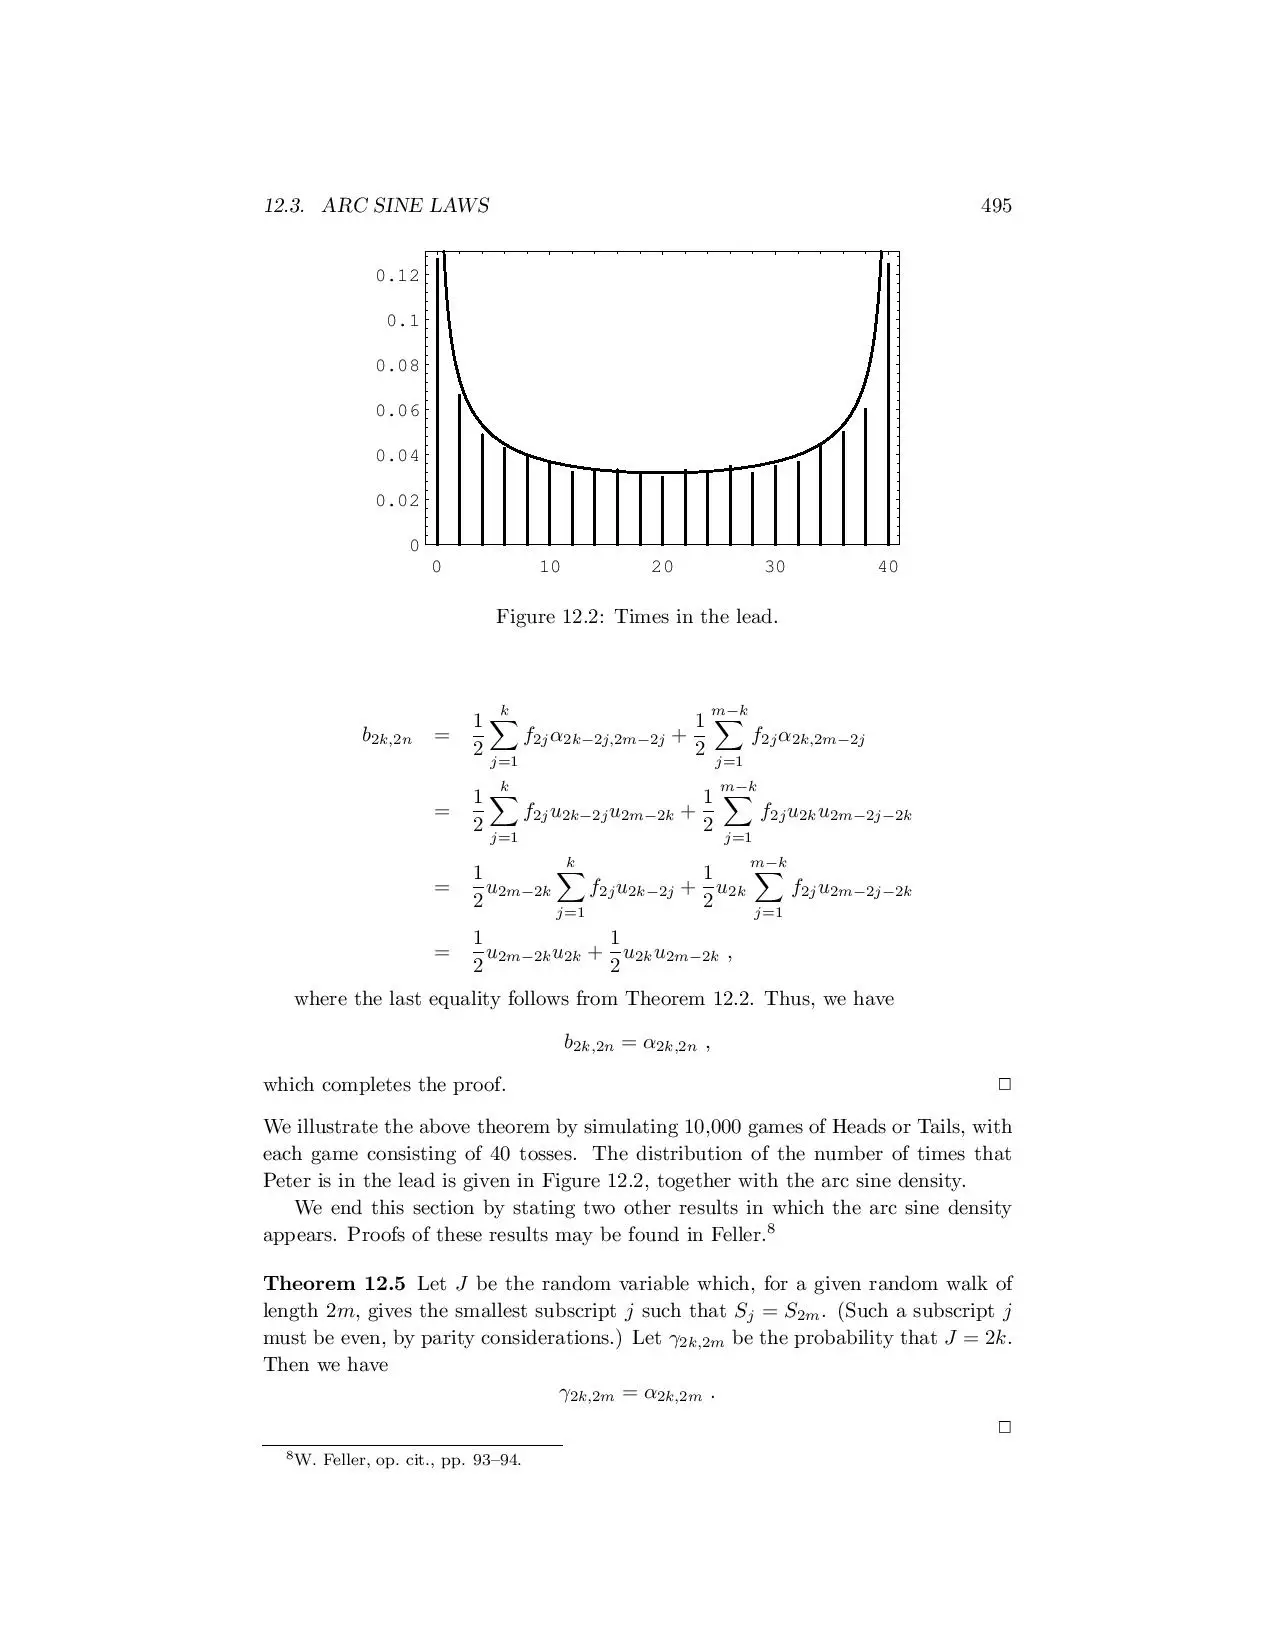 12.3. ARC SINE LAWS 495
0.12
0.1
0.08
0.06
0.04
0.02
0
0 10 20 30 40
Figure 12.2: Times in the lead.
b_{2k,2n} = \frac{1}{2} \sum_{j=1}^{k} f_{2j} α_{2k−2j,2m−2j} + \frac{1}{2} \sum_{j=1}^{m−k} f_{2j} α_{2k,2m−2j}
= \frac{1}{2} \sum_{j=1}^{k} f_{2j} u_{2k−2j} u_{2m−2k} + \frac{1}{2} \sum_{j=1}^{m−k} f_{2j} u_{2k} u_{2m−2j−2k}
= \frac{1}{2} u_{2m−2k} \sum_{j=1}^{k} f_{2j} u_{2k−2j} + \frac{1}{2} u_{2k} \sum_{j=1}^{m−k} f_{2j} u_{2m−2j−2k}
= \frac{1}{2} u_{2m−2k} u_{2k} + \frac{1}{2} u_{2k} u_{2m−2k} ,
where the last equality follows from Theorem 12.2. Thus, we have
b_{2k,2n} = α_{2k,2n} ,
which completes the proof. □
We illustrate the above theorem by simulating 10,000 games of Heads or Tails, with
each game consisting of 40 tosses. The distribution of the number of times that
Peter is in the lead is given in Figure 12.2, together with the arc sine density.
We end this section by stating two other results in which the arc sine density
appears. Proofs of these results may be found in Feller.⁸
Theorem 12.5 Let J be the random variable which, for a given random walk of
length 2m, gives the smallest subscript j such that S_j = S_{2m}. (Such a subscript j
must be even, by parity considerations.) Let γ_{2k,2m} be the probability that J = 2k.
Then we have
γ_{2k,2m} = α_{2k,2m} .
□
⁸W. Feller, op. cit., pp. 93–94.